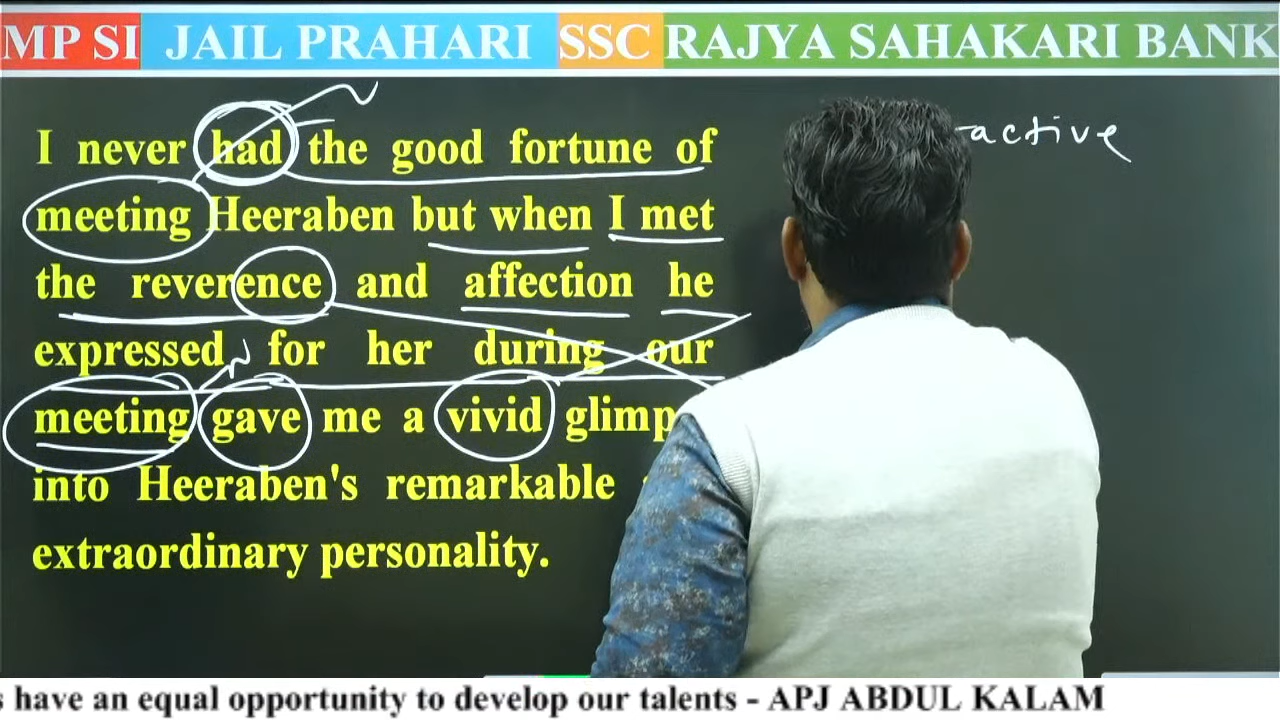 MP SI JAIL PRAHARI SSC RAJYA SAHAKARI BANK
I never had the good fortune of
active
meeting Heeraben but when I met
the reverence and affection he
expressed for her during our
meeting gave me a vivid
into Heeraben's remarkable
extraordinary personality.
have an equal opportunity to develop our talents - APJ ABDUL KALAM